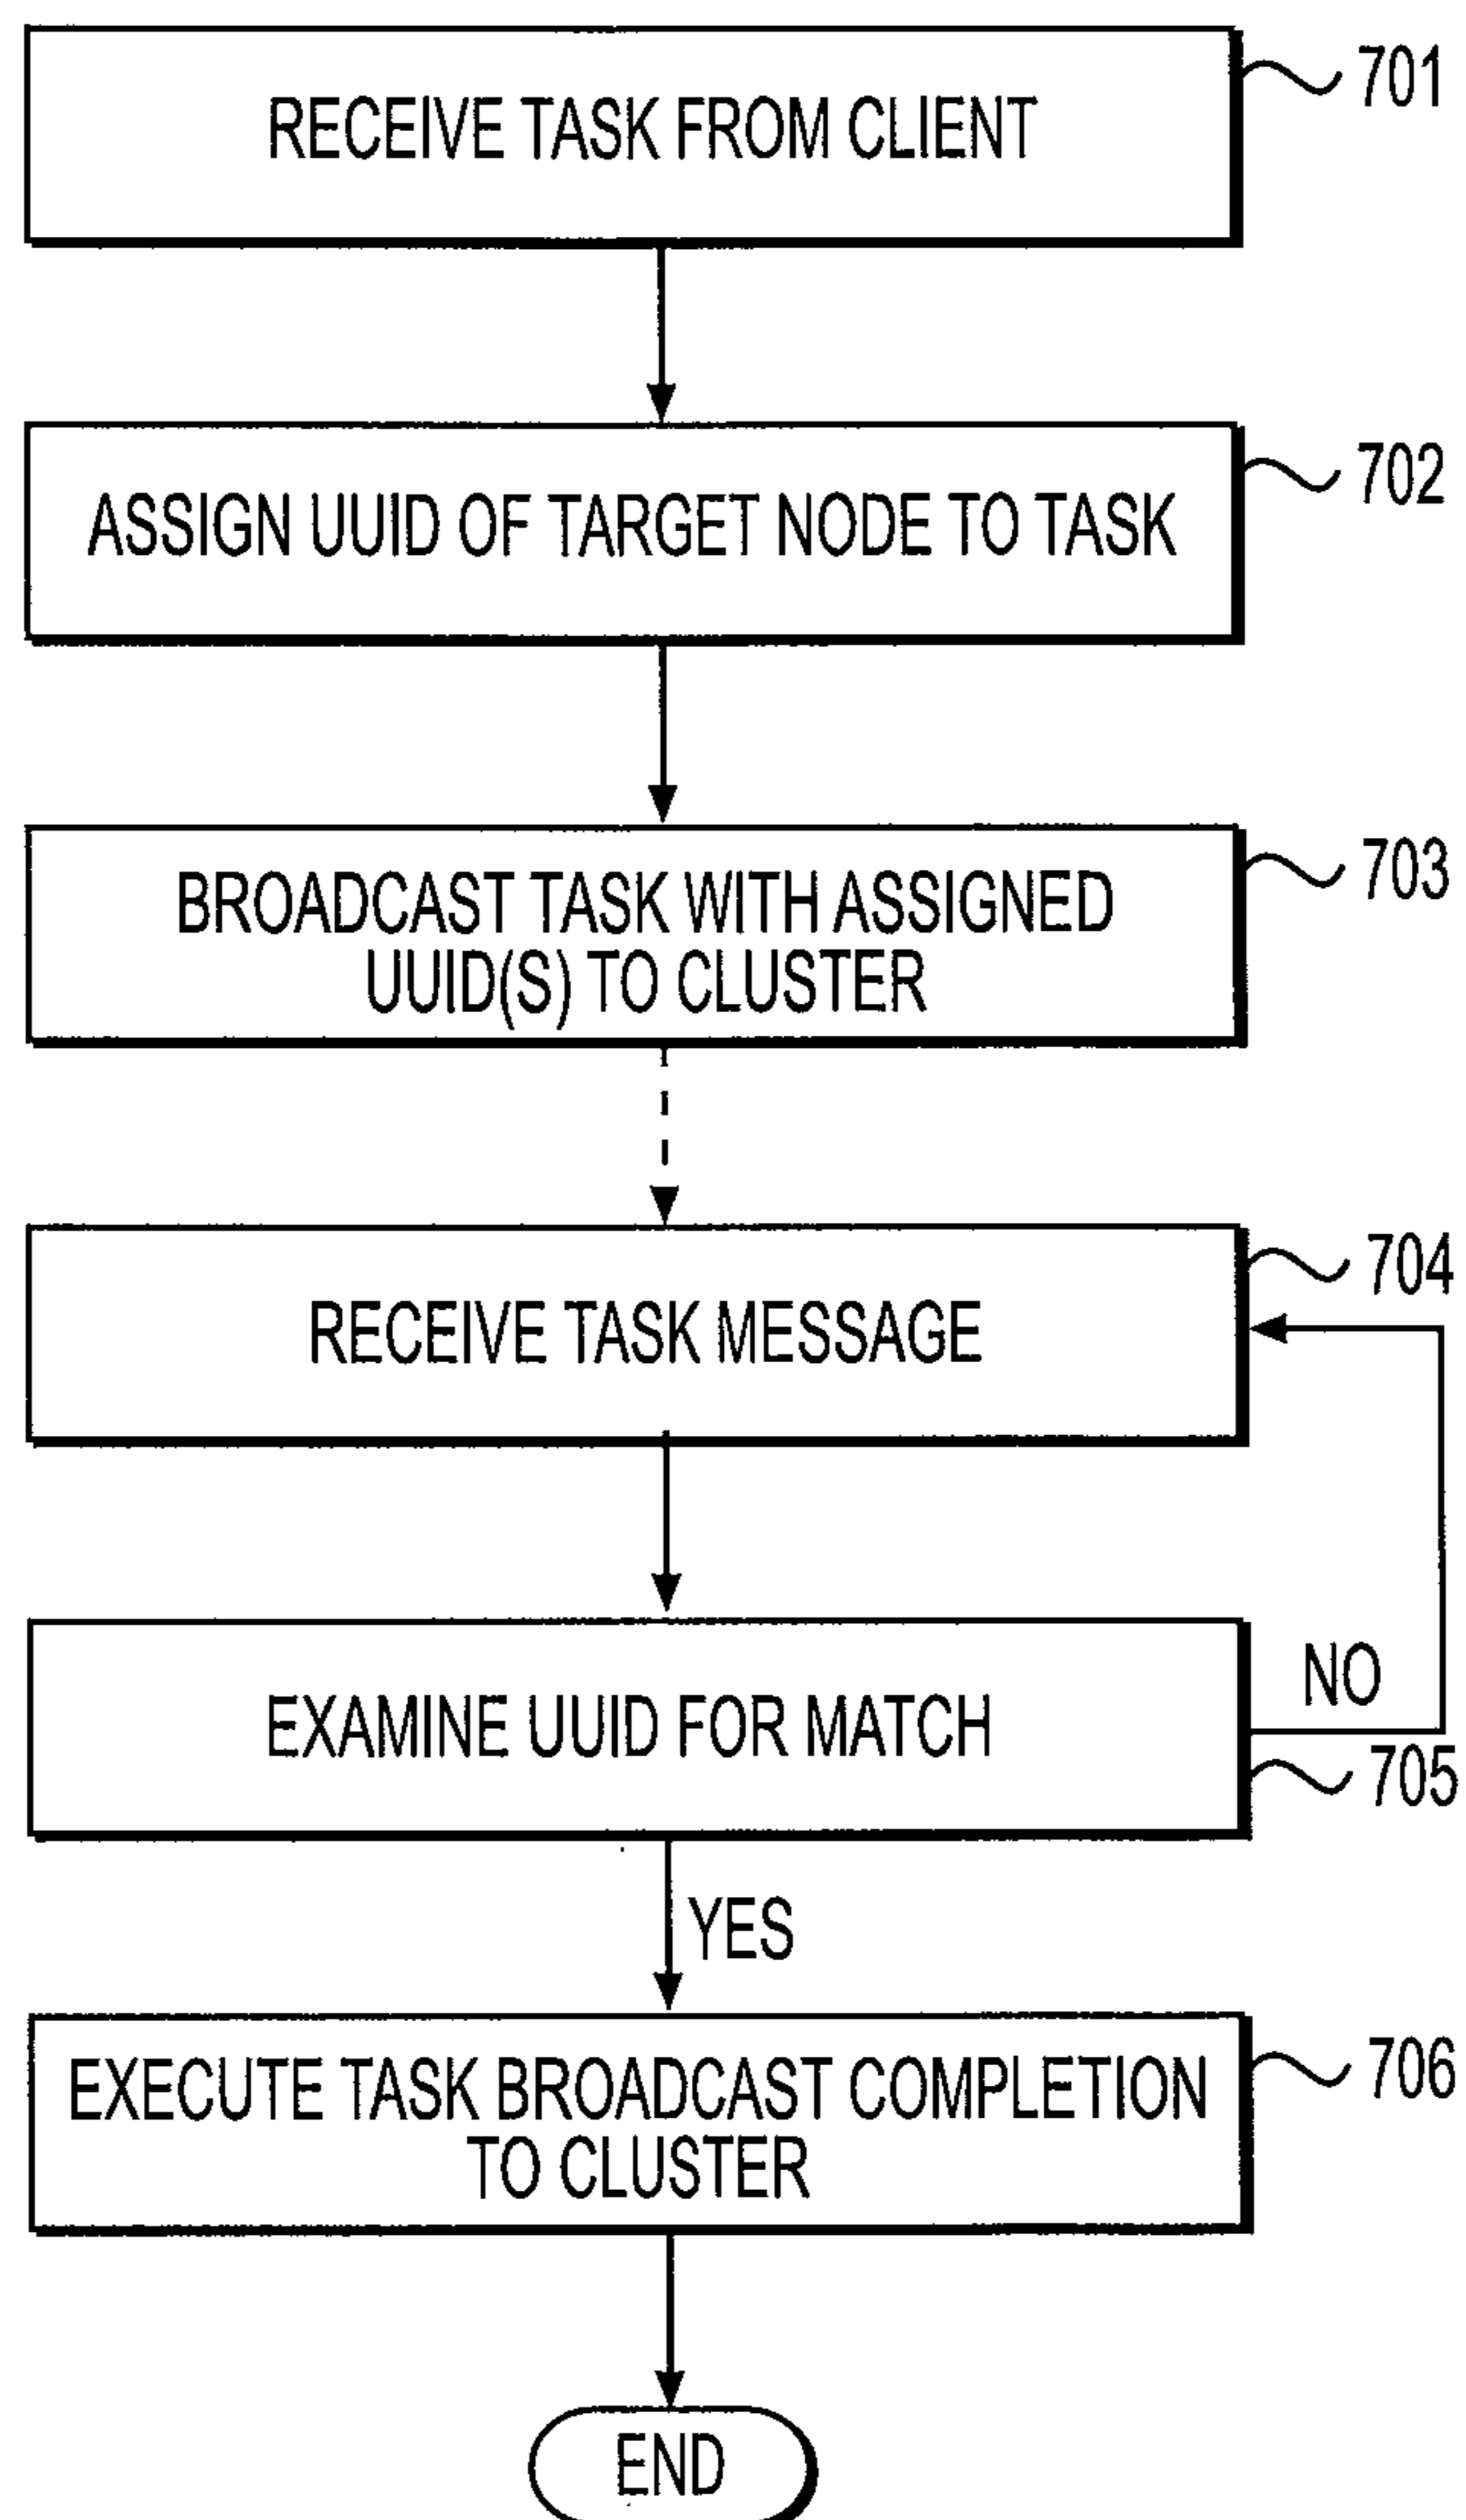 RECEIVE TASK FROM CLIENT
701
ASSIGN UUID OF TARGET NODE TO TASK
702
BROADCAST TASK WITH ASSIGNED
UUID(S) TO CLUSTER
703
RECEIVE TASK MESSAGE
704
EXAMINE UUID FOR MATCH
NO
705
YES
EXECUTE TASK BROADCAST COMPLETION
TO CLUSTER
706
END